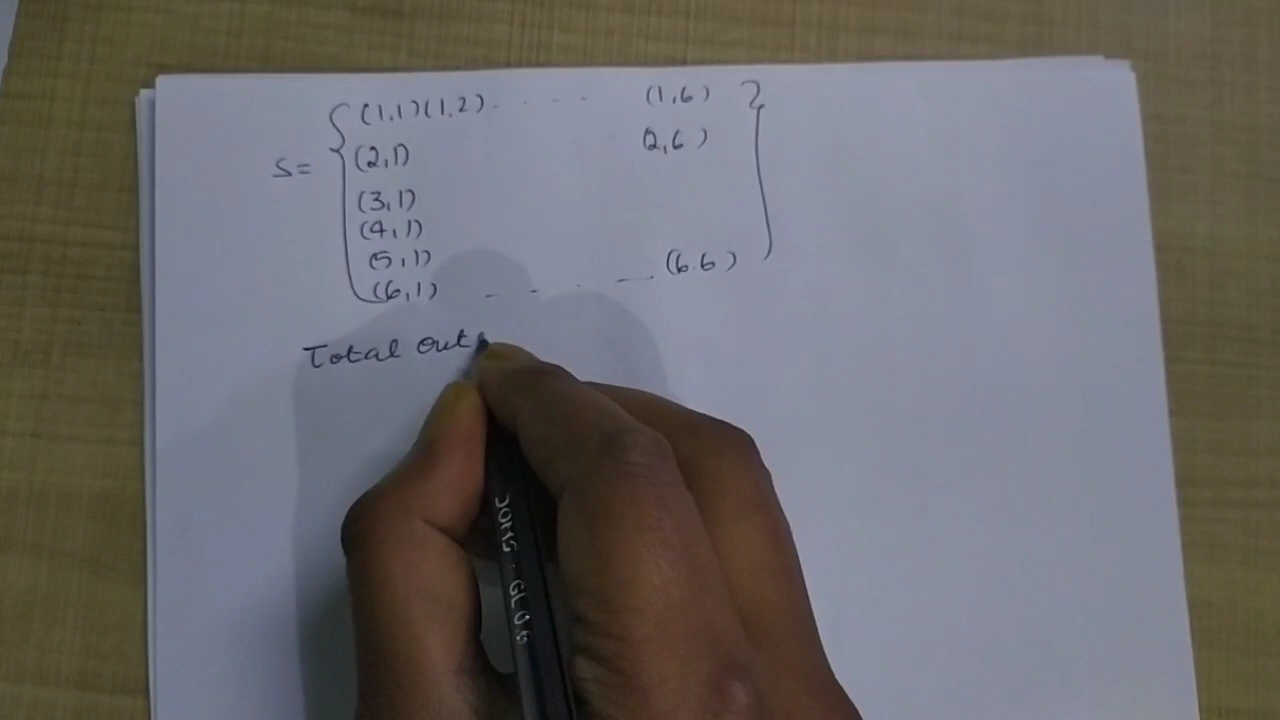 (1,1)(1,2) - - - - (1,6)
S= (2,1) (2,6)
(3,1)
(4,1)
(5,1)
(6,1) - - - — (6.6)
Total out
DOMS